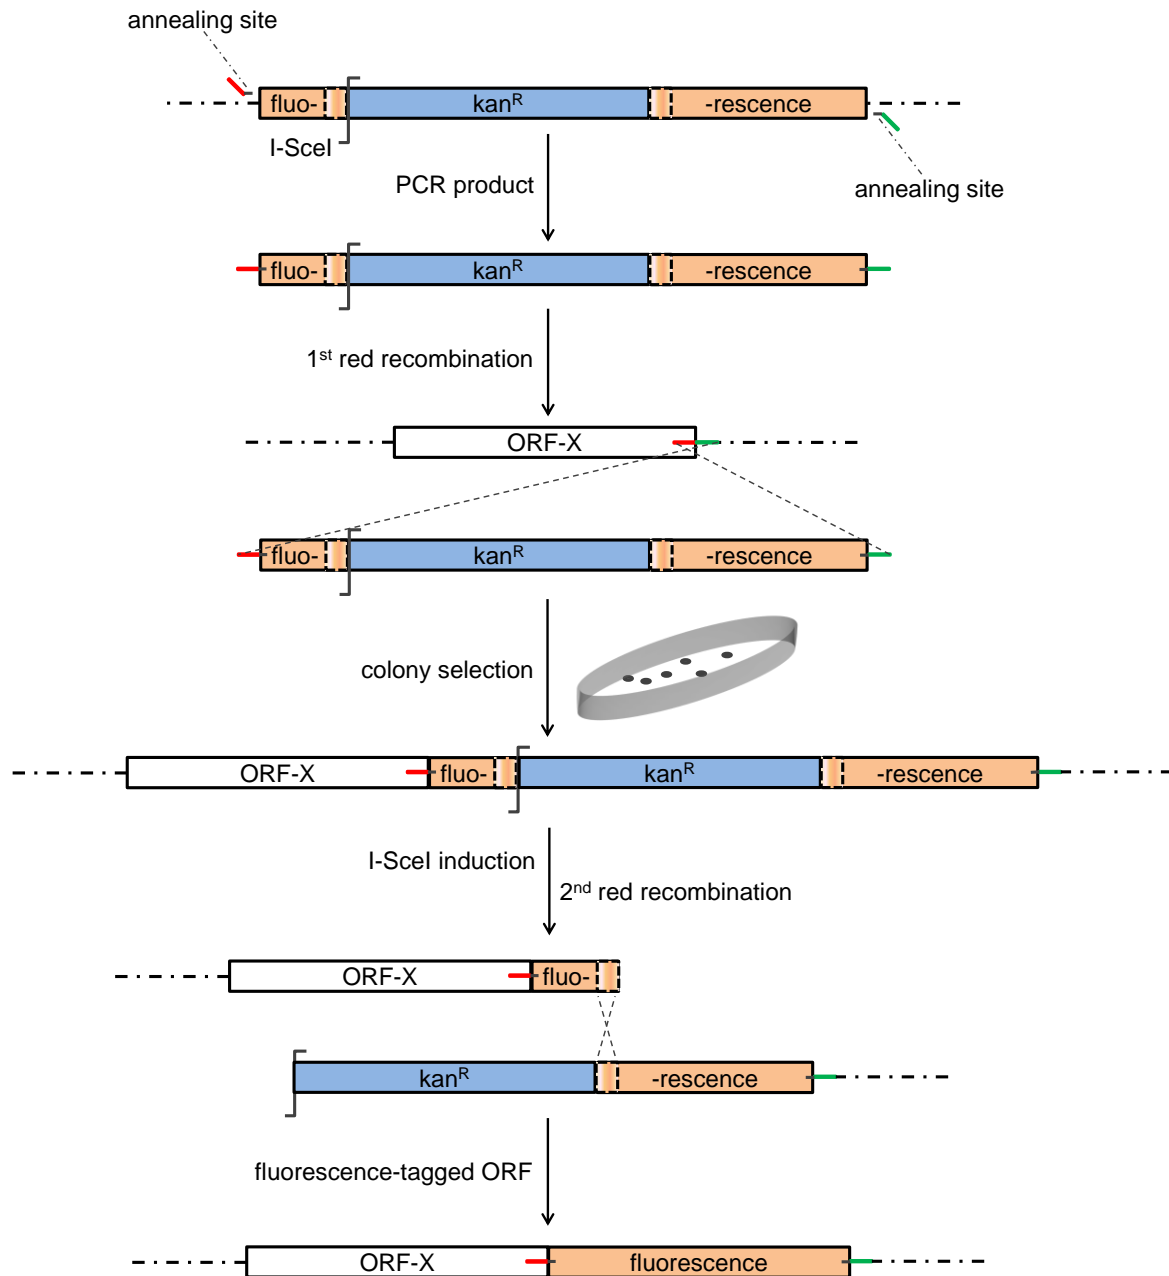 annealing site
fluo- kanᴿ -rescence
I-SceI
annealing site
PCR product
fluo- kanᴿ -rescence
1ˢᵗ red recombination
ORF-X
fluo- kanᴿ -rescence
colony selection
ORF-X fluo- kanᴿ -rescence
I-SceI induction
2ⁿᵈ red recombination
ORF-X fluo-
kanᴿ -rescence
fluorescence-tagged ORF
ORF-X fluorescence